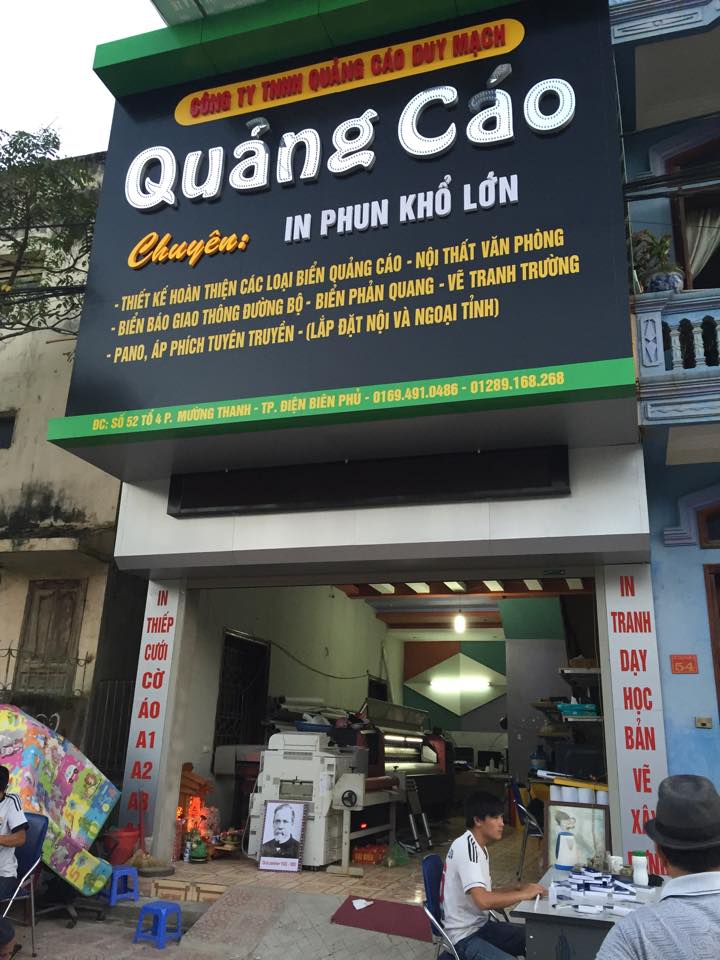 CÔNG TY TNHH QUẢNG CÁO DUY MẠCH
Quảng Cáo
Chuyên:
IN PHUN KHỔ LỚN
- THIẾT KẾ HOÀN THIỆN CÁC LOẠI BIỂN QUẢNG CÁO - NỘI THẤT VĂN PHÒNG
- BIỂN BÁO GIAO THÔNG ĐƯỜNG BỘ - BIỂN PHẢN QUANG - VẼ TRANH TƯỜNG
- PANO, ÁP PHÍCH TUYÊN TRUYỀN - (LẮP ĐẶT NỘI VÀ NGOẠI TỈNH)
ĐC: SỐ 52 TỔ 4 P. MƯỜNG THANH - TP. ĐIỆN BIÊN PHỦ - 0169.491.0486 - 01289.168.268
IN
THIẾP
CƯỚI
CỜ
ÁO
A1
A2
A3
IN
TRANH
DẠY
HỌC
BẢN
VẼ
XÂY
54